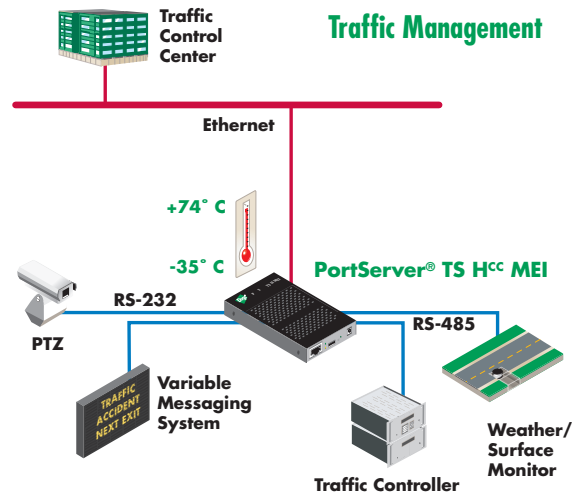 Traffic
Control
Center
Traffic Management
Ethernet
+74° C
-35° C
PortServer® TS Hcc MEI
RS-232
RS-485
PTZ
TRAFFIC
ACCIDENT
NEXT EXIT
Variable
Messaging
System
Traffic Controller
Weather/
Surface
Monitor